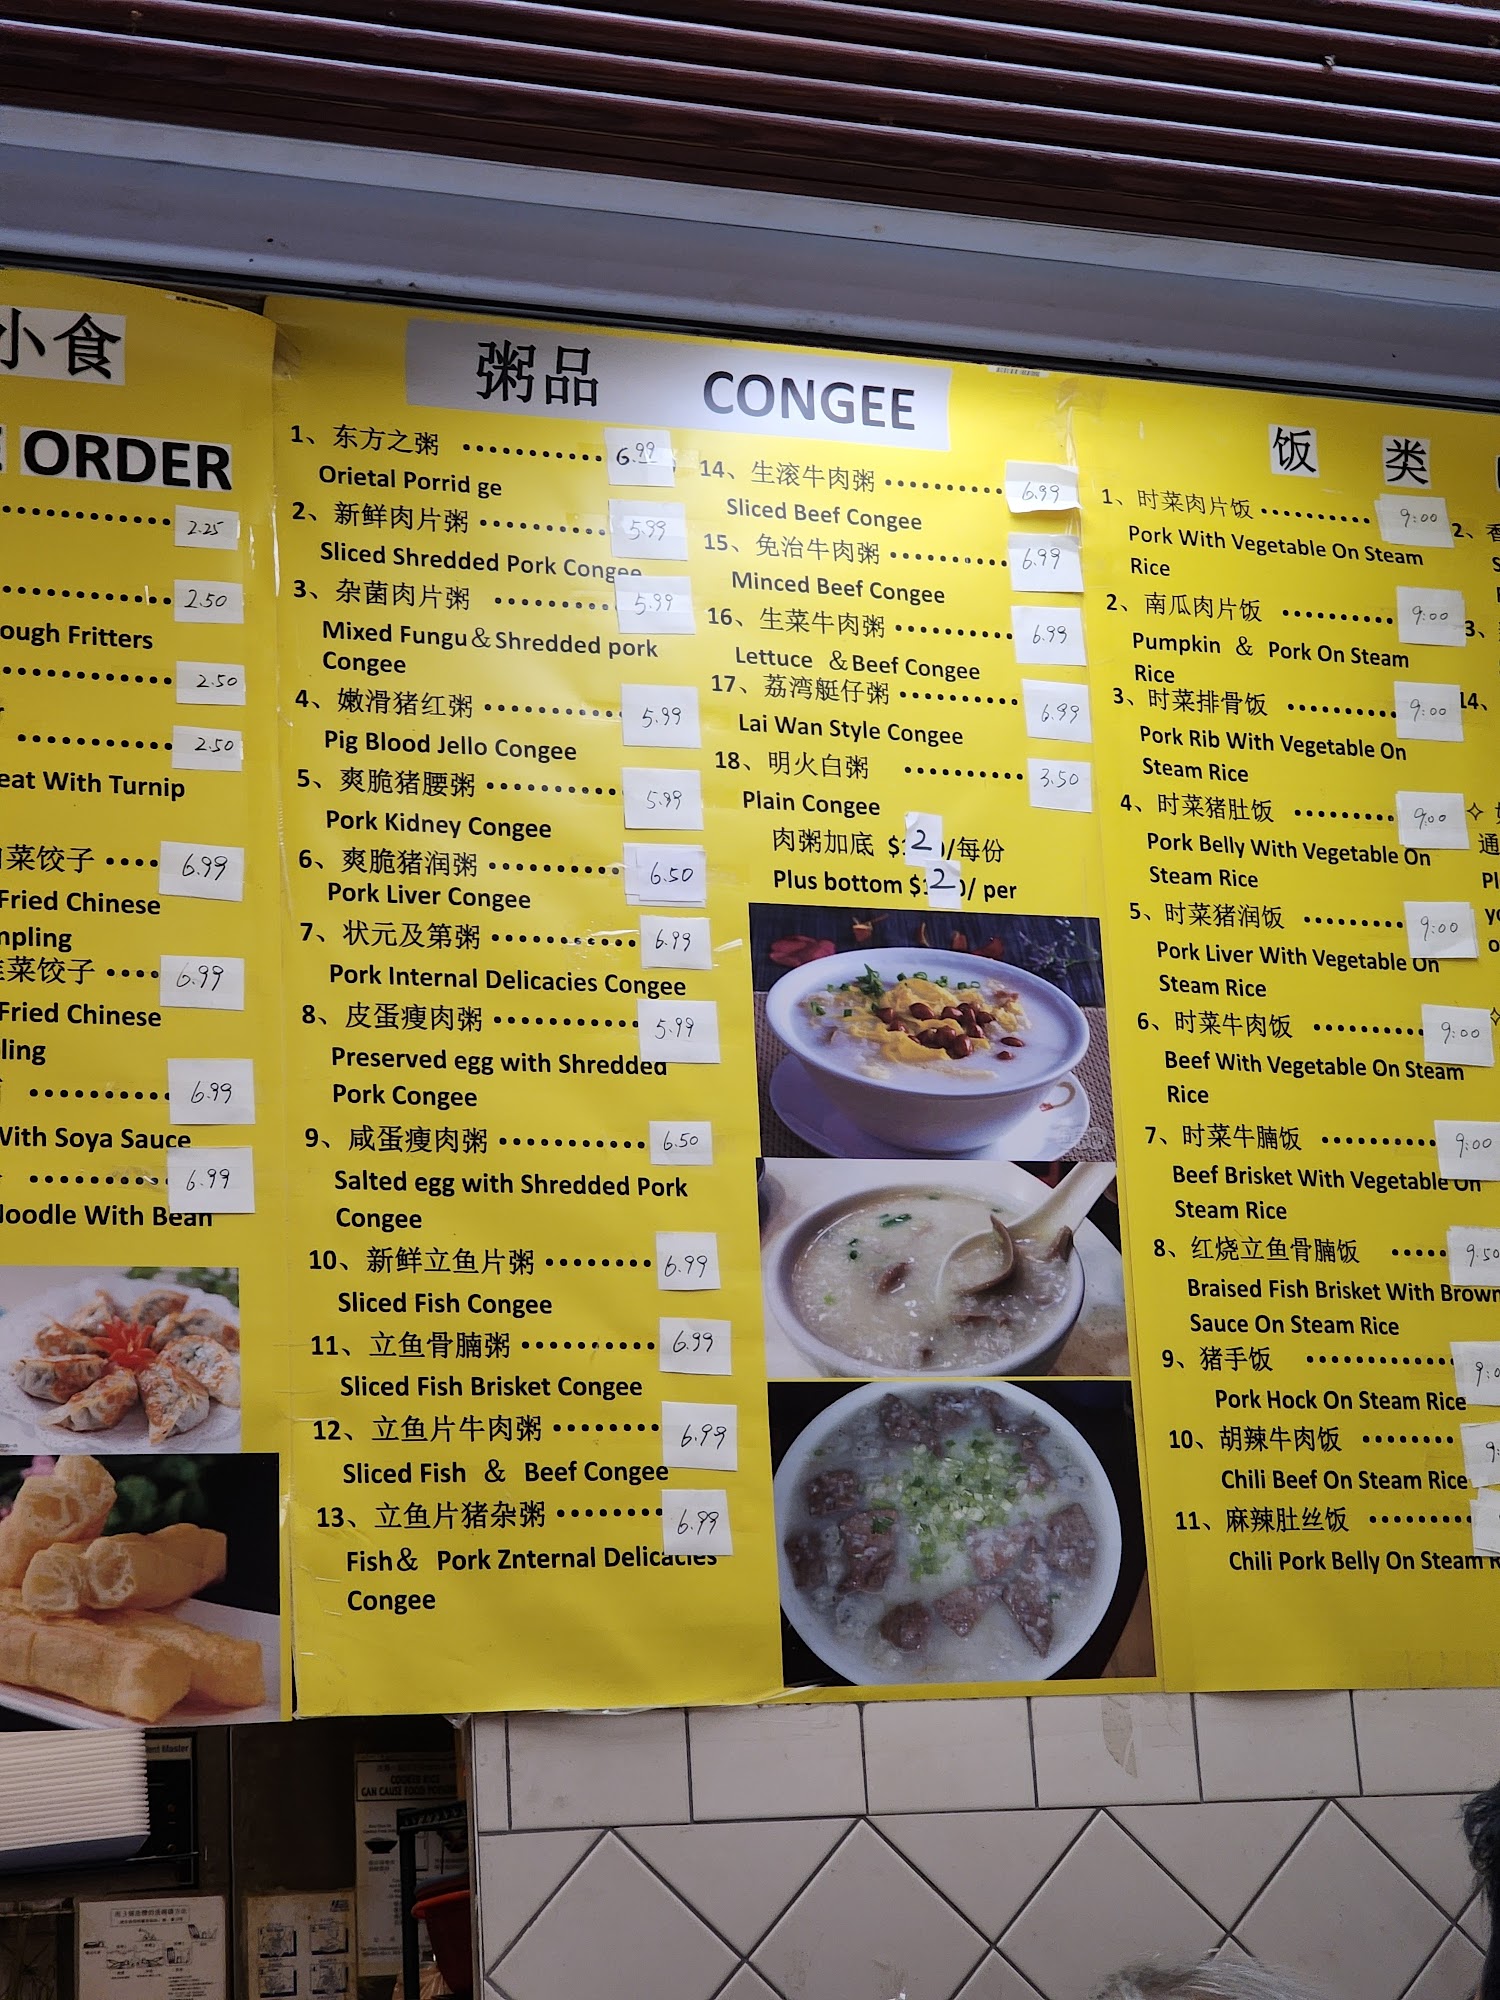 小食
ORDER
2.25
2.50
ough Fritters
2.50
2.50
eat With Turnip
菜饺子 6.99
Fried Chinese
mpling
菜饺子 6.99
Fried Chinese
ling
6.99
With Soya Sauce
6.99
Noodle With Bean
粥品 CONGEE
1、东方之粥 ........... 6.99
Orietal Porrid ge
2、新鲜肉片粥 ......... 5.99
Sliced Shredded Pork Congee
3、杂菌肉片粥 ......... 5.99
Mixed Fungu＆Shredded pork
Congee
4、嫩滑猪红粥 ......... 5.99
Pig Blood Jello Congee
5、爽脆猪腰粥 ......... 5.99
Pork Kidney Congee
6、爽脆猪润粥 ......... 6.50
Pork Liver Congee
7、状元及第粥 ........... 6.99
Pork Internal Delicacies Congee
8、皮蛋瘦肉粥 ........... 5.99
Preserved egg with Shredded
Pork Congee
9、咸蛋瘦肉粥 ........... 6.50
Salted egg with Shredded Pork
Congee
10、新鲜立鱼片粥 ........ 6.99
Sliced Fish Congee
11、立鱼骨腩粥 .......... 6.99
Sliced Fish Brisket Congee
12、立鱼片牛肉粥 ........ 6.99
Sliced Fish ＆ Beef Congee
13、立鱼片猪杂粥 ........ 6.99
Fish＆ Pork Znternal Delicacies
Congee
14、生滚牛肉粥 .......... 6.99
Sliced Beef Congee
15、免治牛肉粥 .......... 6.99
Minced Beef Congee
16、生菜牛肉粥 .......... 6.99
Lettuce ＆Beef Congee
17、荔湾艇仔粥 .......... 6.99
Lai Wan Style Congee
18、明火白粥 .......... 3.50
Plain Congee
肉粥加底 $2/每份
Plus bottom $2/ per
饭 类
1、时菜肉片饭 .......... 9:00
Pork With Vegetable On Steam
Rice
2、南瓜肉片饭 .......... 9:00
Pumpkin ＆ Pork On Steam
Rice
3、时菜排骨饭 .......... 9:00
Pork Rib With Vegetable On
Steam Rice
4、时菜猪肚饭 .......... 9:00
Pork Belly With Vegetable On
Steam Rice
5、时菜猪润饭 .......... 9:00
Pork Liver With Vegetable On
Steam Rice
6、时菜牛肉饭 .......... 9:00
Beef With Vegetable On Steam
Rice
7、时菜牛腩饭 .......... 9:00
Beef Brisket With Vegetable On
Steam Rice
8、红烧立鱼骨腩饭 ..... 9.50
Braised Fish Brisket With Brown
Sauce On Steam Rice
9、猪手饭 ............
Pork Hock On Steam Rice
10、胡辣牛肉饭 ........
Chili Beef On Steam Rice
11、麻辣肚丝饭 .........
Chili Pork Belly On Steam
2、香
3、
14、
通
COOKED RICE
CAN CAUSE FOOD